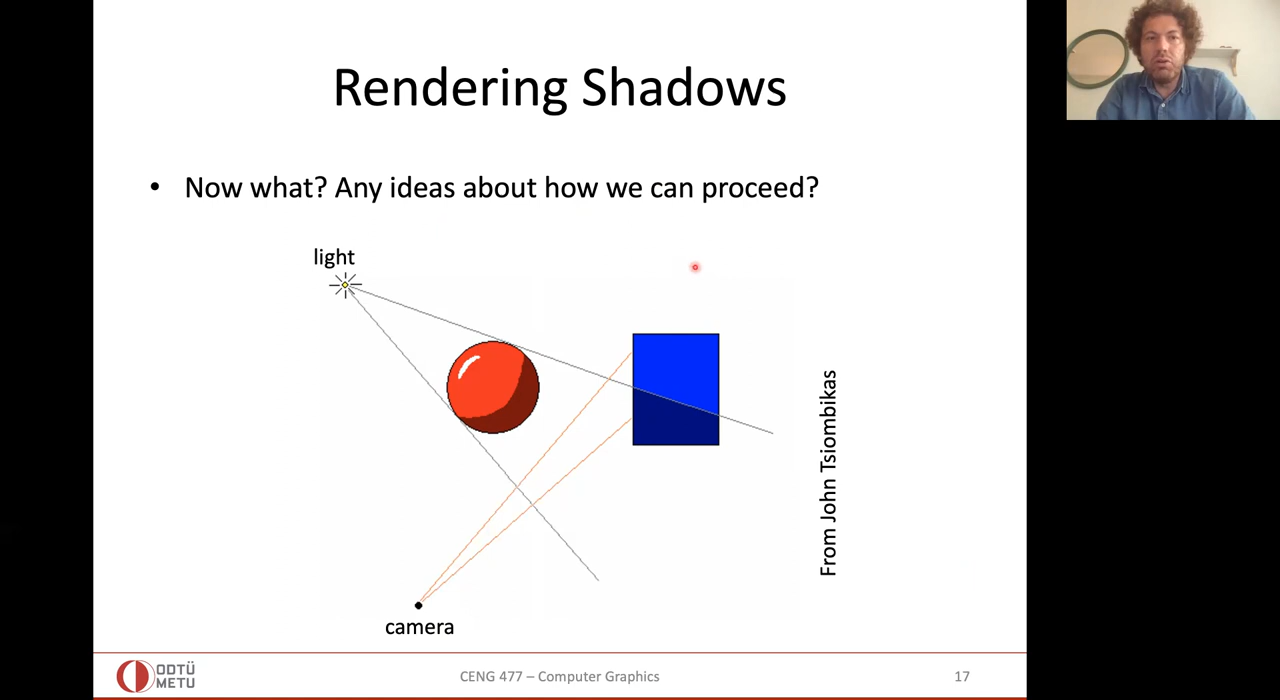 Rendering Shadows
• Now what? Any ideas about how we can proceed?
light
From John Tsiombikas
camera
ODTÜ
METU
CENG 477 – Computer Graphics
17